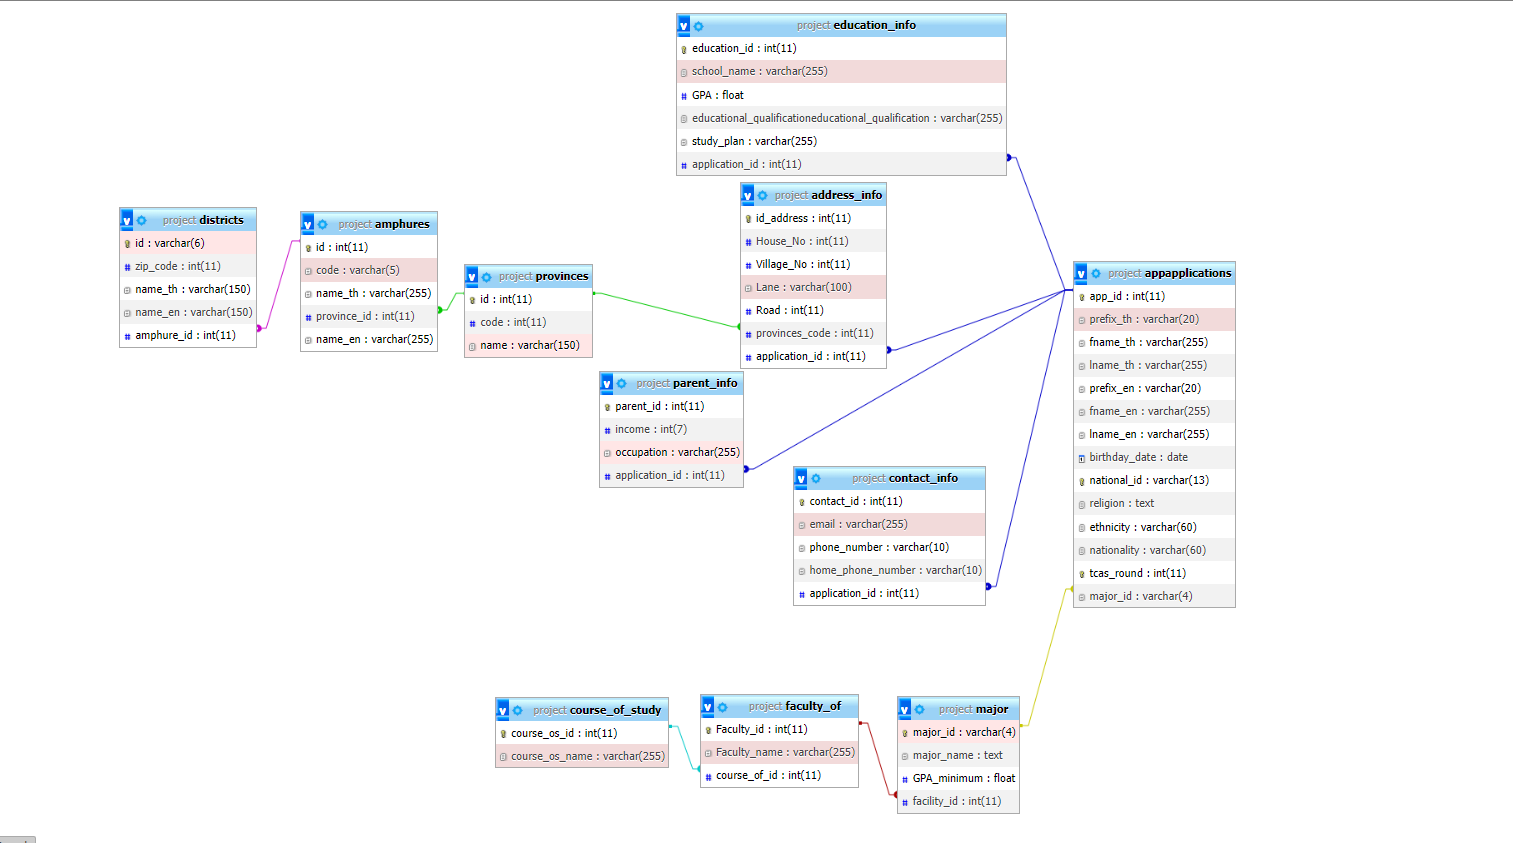 project education_info
education_id : int(11)
school_name : varchar(255)
GPA : float
educational_qualificationeducational_qualification : varchar(255)
study_plan : varchar(255)
application_id : int(11)
project address_info
id_address : int(11)
House_No : int(11)
Village_No : int(11)
Lane : varchar(100)
Road : int(11)
provinces_code : int(11)
application_id : int(11)
project districts
id : varchar(6)
zip_code : int(11)
name_th : varchar(150)
name_en : varchar(150)
amphure_id : int(11)
project amphures
id : int(11)
code : varchar(5)
name_th : varchar(255)
province_id : int(11)
name_en : varchar(255)
project provinces
id : int(11)
code : int(11)
name : varchar(150)
project appapplications
app_id : int(11)
prefix_th : varchar(20)
fname_th : varchar(255)
lname_th : varchar(255)
prefix_en : varchar(20)
fname_en : varchar(255)
lname_en : varchar(255)
birthday_date : date
national_id : varchar(13)
religion : text
ethnicity : varchar(60)
nationality : varchar(60)
tcas_round : int(11)
major_id : varchar(4)
project parent_info
parent_id : int(11)
income : int(7)
occupation : varchar(255)
application_id : int(11)
project contact_info
contact_id : int(11)
email : varchar(255)
phone_number : varchar(10)
home_phone_number : varchar(10)
application_id : int(11)
project course_of_study
course_os_id : int(11)
course_os_name : varchar(255)
project faculty_of
Faculty_id : int(11)
Faculty_name : varchar(255)
course_of_id : int(11)
project major
major_id : varchar(4)
major_name : text
GPA_minimum : float
facility_id : int(11)